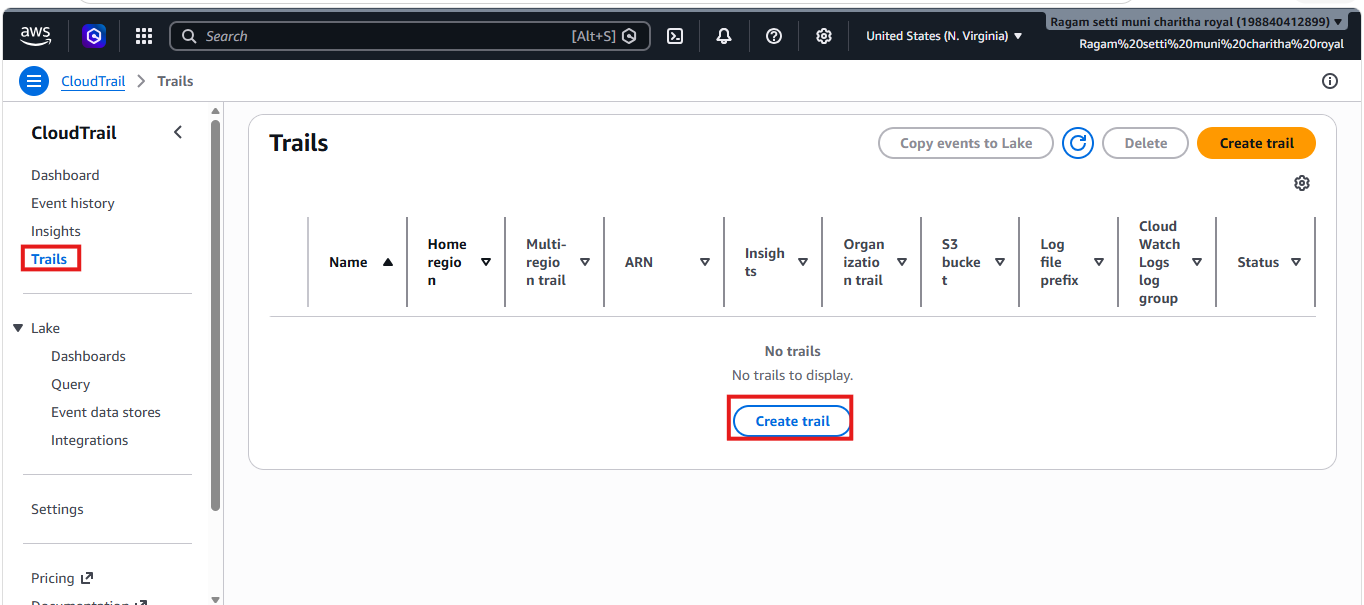 aws
Search [Alt+S]
United States (N. Virginia)
Ragam setti muni charitha royal (198840412899)
Ragam%20setti%20muni%20charitha%20royal
CloudTrail > Trails
CloudTrail
Dashboard
Event history
Insights
Trails
Lake
Dashboards
Query
Event data stores
Integrations
Settings
Pricing
Documentation
Trails
Copy events to Lake
Delete
Create trail
Name
Home
regio
n
Multi-
regio
n trail
ARN
Insigh
ts
Organ
izatio
n trail
S3
bucke
t
Log
file
prefix
Cloud
Watch
Logs
log
group
Status
No trails
No trails to display.
Create trail